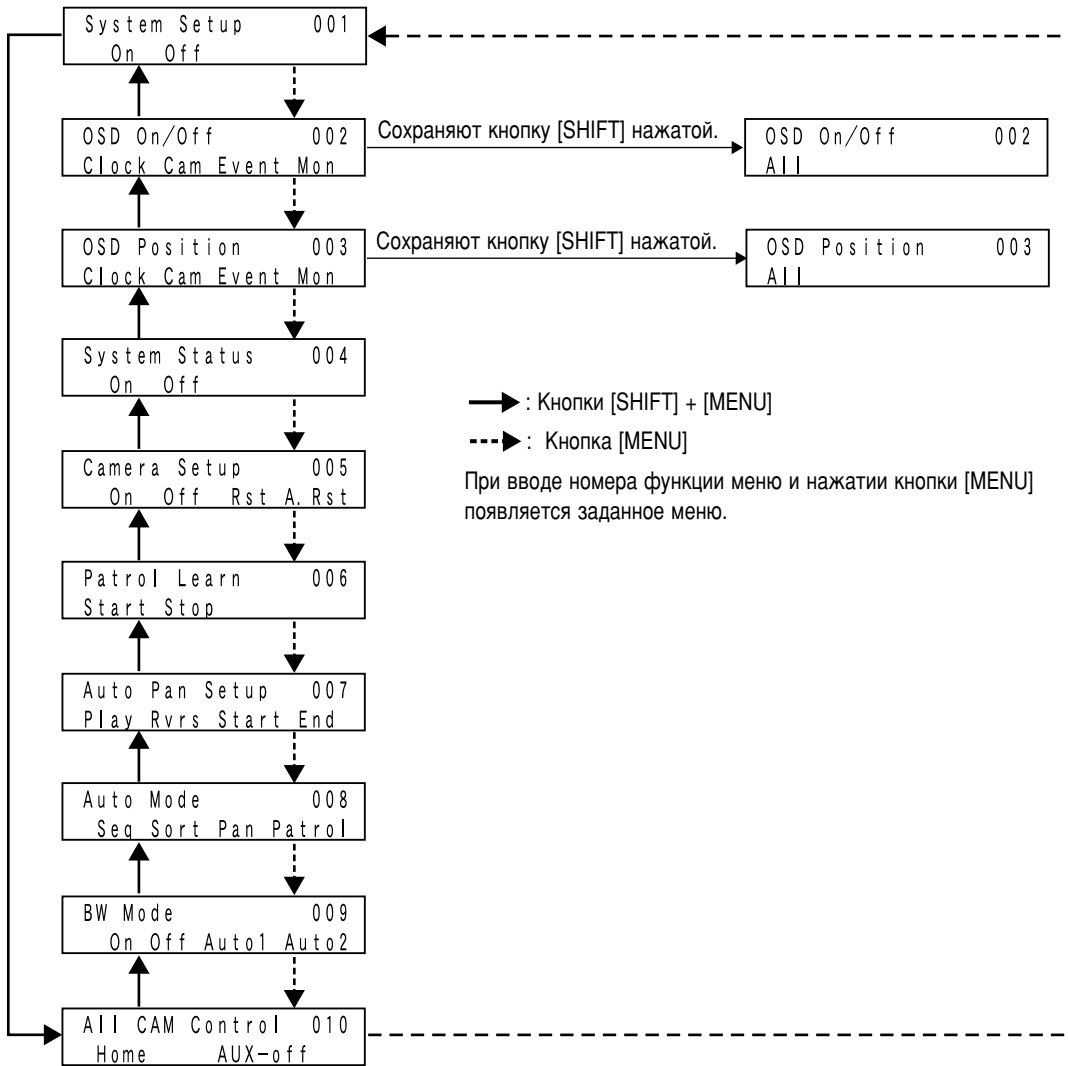 System Setup 001
On Off
OSD On/Off 002
Clock Cam Event Mon
Сохраняют кнопку [SHIFT] нажатой.
OSD On/Off 002
All
OSD Position 003
Clock Cam Event Mon
Сохраняют кнопку [SHIFT] нажатой.
OSD Position 003
All
System Status 004
On Off
: Кнопки [SHIFT] + [MENU]
: Кнопка [MENU]
При вводе номера функции меню и нажатии кнопки [MENU]
появляется заданное меню.
Camera Setup 005
On Off Rst A.Rst
Patrol Learn 006
Start Stop
Auto Pan Setup 007
Play Rvrs Start End
Auto Mode 008
Seq Sort Pan Patrol
BW Mode 009
On Off Auto1 Auto2
All CAM Control 010
Home AUX-off